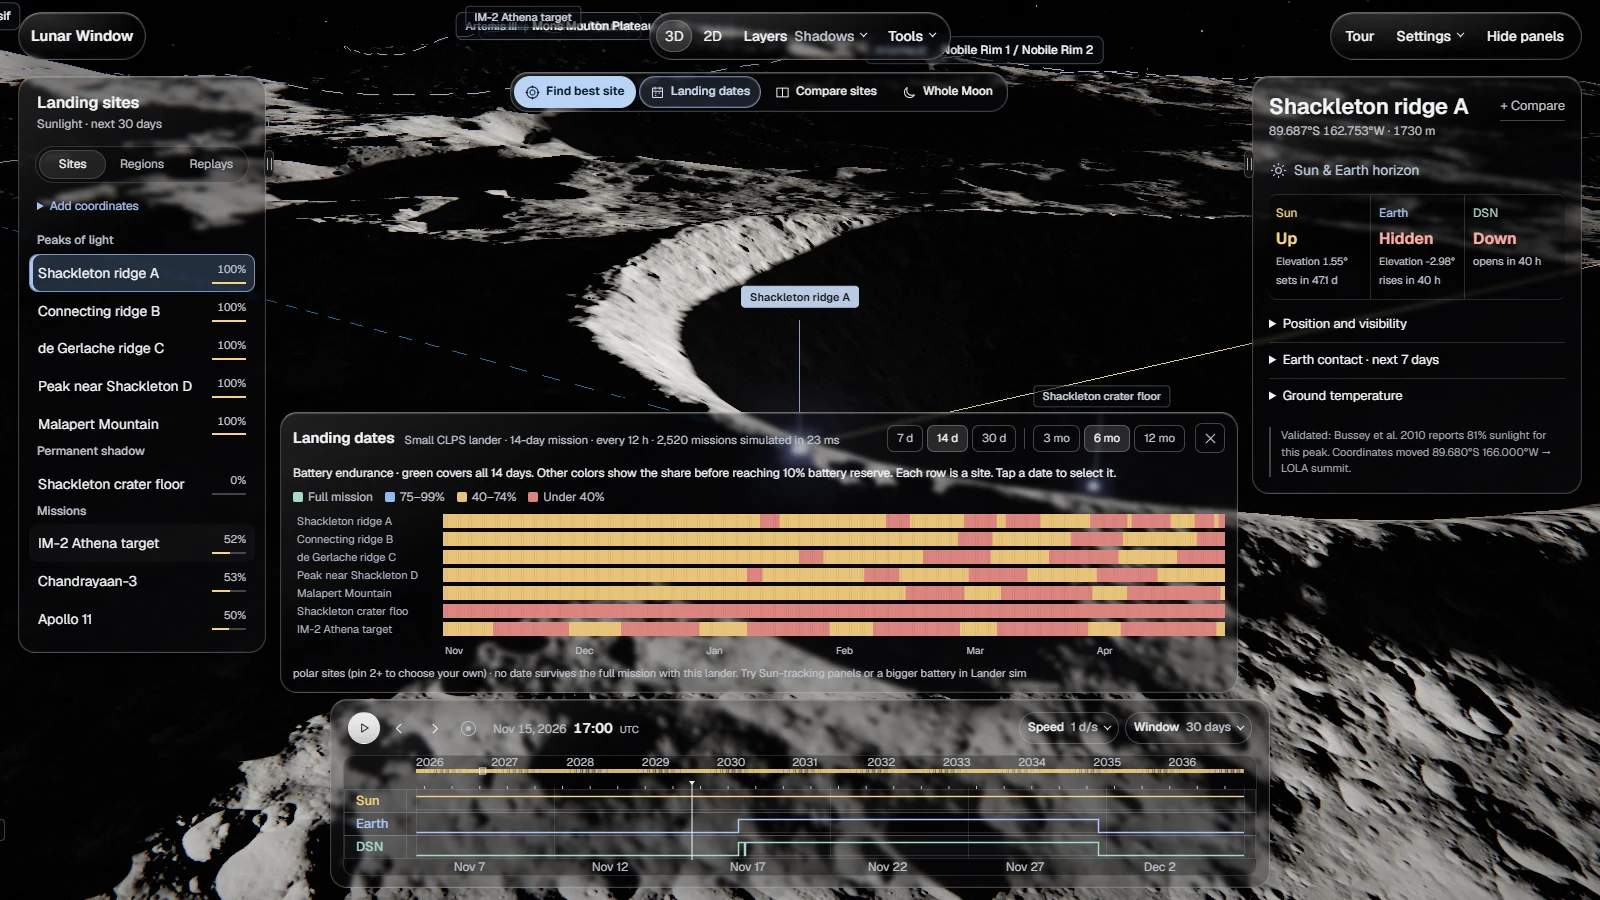 sif
Lunar Window
IM-2 Athena target
Artemis III
Mons Mouton Plateau
3D
2D
Layers Shadows
Tools
Nobile Rim 1 / Nobile Rim 2
Tour
Settings
Hide panels
Find best site
Landing dates
Compare sites
Whole Moon
Landing sites
Sunlight · next 30 days
Sites
Regions
Replays
Add coordinates
Peaks of light
Shackleton ridge A 100%
Connecting ridge B 100%
de Gerlache ridge C 100%
Peak near Shackleton D 100%
Malapert Mountain 100%
Permanent shadow
Shackleton crater floor 0%
Missions
IM-2 Athena target 52%
Chandrayaan-3 53%
Apollo 11 50%
Shackleton ridge A
Shackleton crater floor
Shackleton ridge A
+ Compare
89.687°S 162.753°W · 1730 m
Sun & Earth horizon
Sun
Up
Elevation 1.55°
sets in 47.1 d
Earth
Hidden
Elevation -2.98°
rises in 40 h
DSN
Down
opens in 40 h
Position and visibility
Earth contact · next 7 days
Ground temperature
Validated: Bussey et al. 2010 reports 81% sunlight for
this peak. Coordinates moved 89.680°S 166.000°W →
LOLA summit.
Landing dates Small CLPS lander · 14-day mission · every 12 h · 2,520 missions simulated in 23 ms
7 d
14 d
30 d
3 mo
6 mo
12 mo
Battery endurance · green covers all 14 days. Other colors show the share before reaching 10% battery reserve. Each row is a site. Tap a date to select it.
Full mission 75–99% 40–74% Under 40%
Shackleton ridge A
Connecting ridge B
de Gerlache ridge C
Peak near Shackleton D
Malapert Mountain
Shackleton crater floo
IM-2 Athena target
Nov Dec Jan Feb Mar Apr
polar sites (pin 2+ to choose your own) · no date survives the full mission with this lander. Try Sun-tracking panels or a bigger battery in Lander sim
Nov 15, 2026 17:00 UTC
Speed 1 d/s
Window 30 days
2026 2027 2028 2029 2030 2031 2032 2033 2034 2035 2036
Sun
Earth
DSN
Nov 7 Nov 12 Nov 17 Nov 22 Nov 27 Dec 2